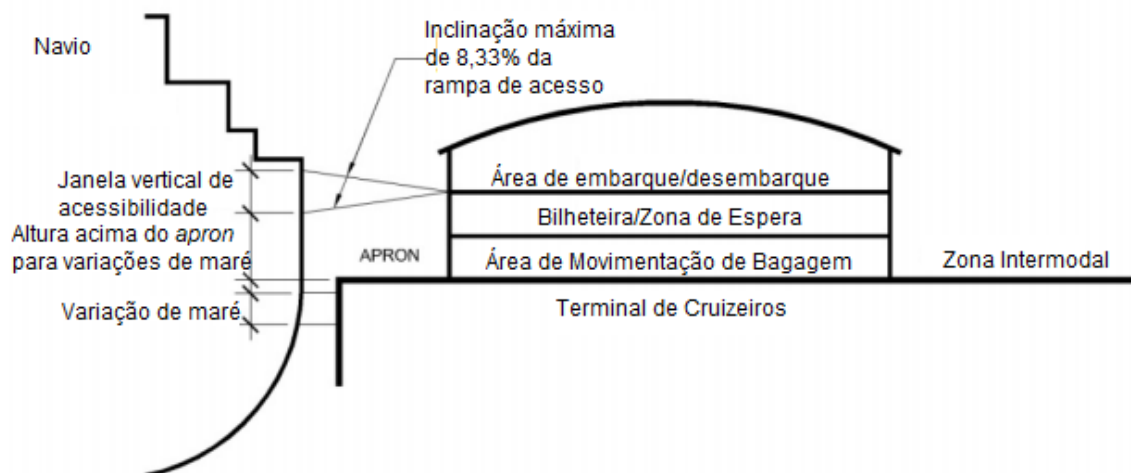 Navio
Inclinação máxima
de 8,33% da
rampa de acesso
Janela vertical de
acessibilidade
Altura acima do apron
para variações de maré
Variação de maré
APRON
Área de embarque/desembarque
Bilheteira/Zona de Espera
Área de Movimentação de Bagagem
Zona Intermodal
Terminal de Cruizeiros